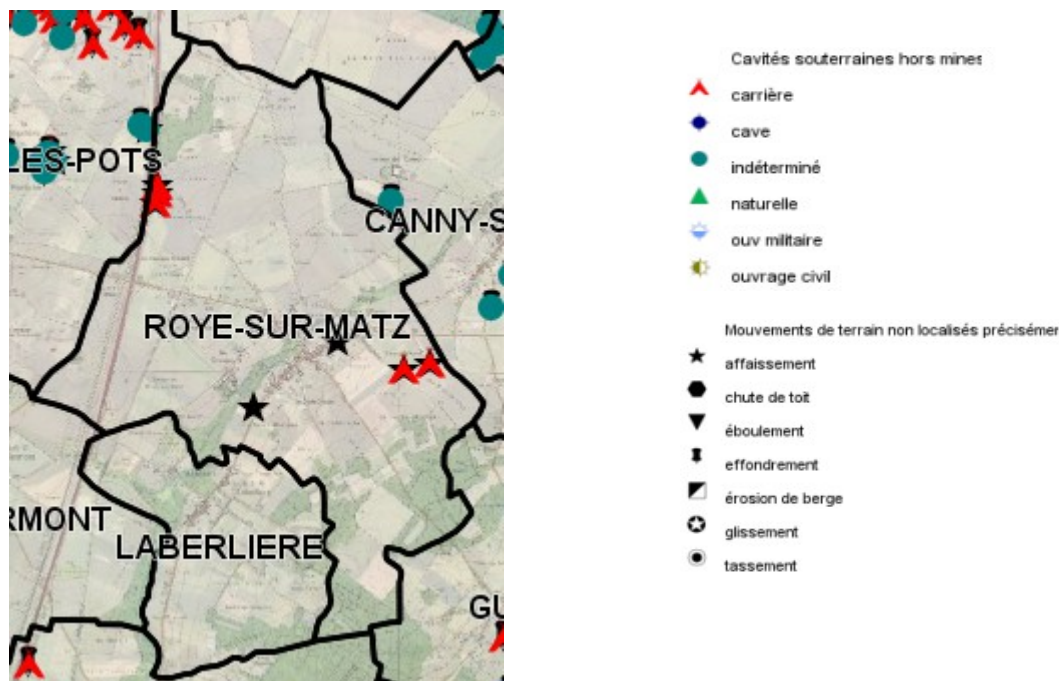 LES-POTS
CANNY-S
ROYE-SUR-MATZ
RMONT
LABERLIERE
GU
Cavités souterraines hors mines
carrière
cave
indéterminé
naturelle
ouv militaire
ouvrage civil
Mouvements de terrain non localisés précisémer
affaissement
chute de toit
éboulement
effondrement
érosion de berge
glissement
tassement